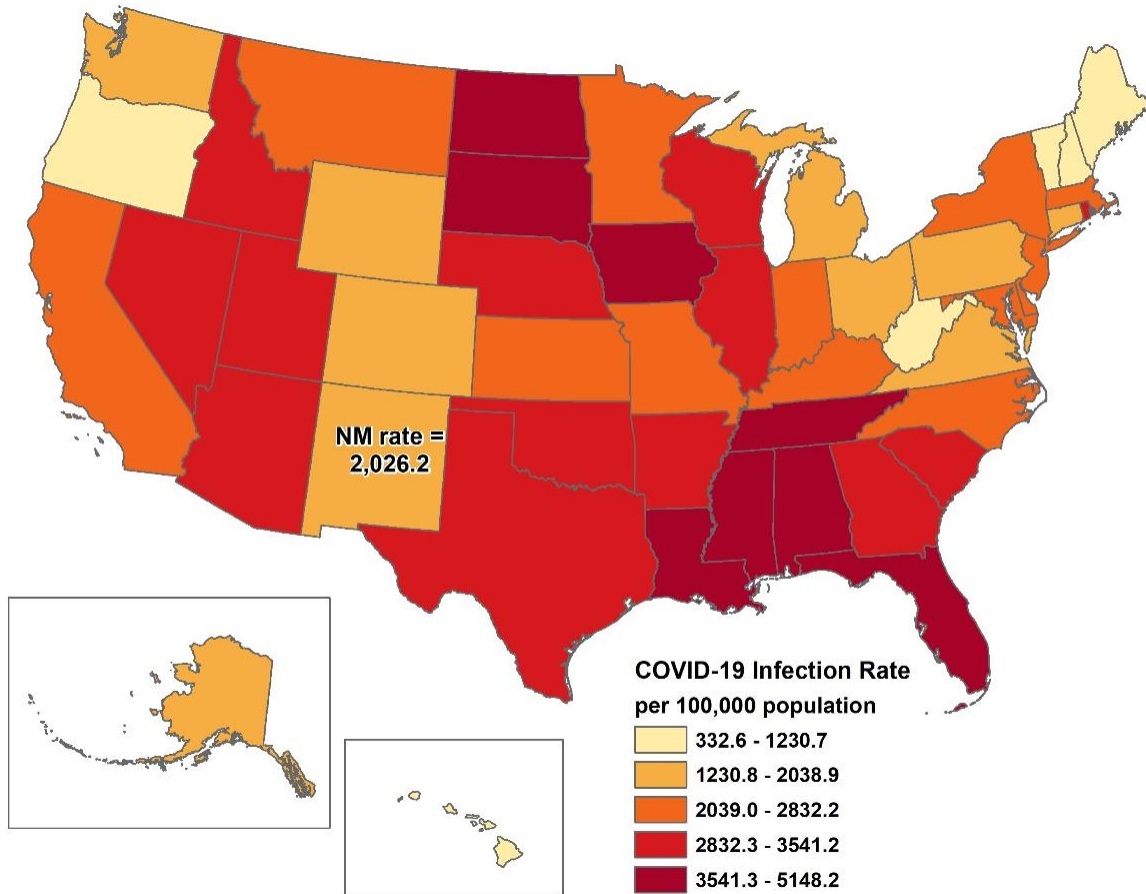 NM rate =
2,026.2
COVID-19 Infection Rate
per 100,000 population
332.6 - 1230.7
1230.8 - 2038.9
2039.0 - 2832.2
2832.3 - 3541.2
3541.3 - 5148.2